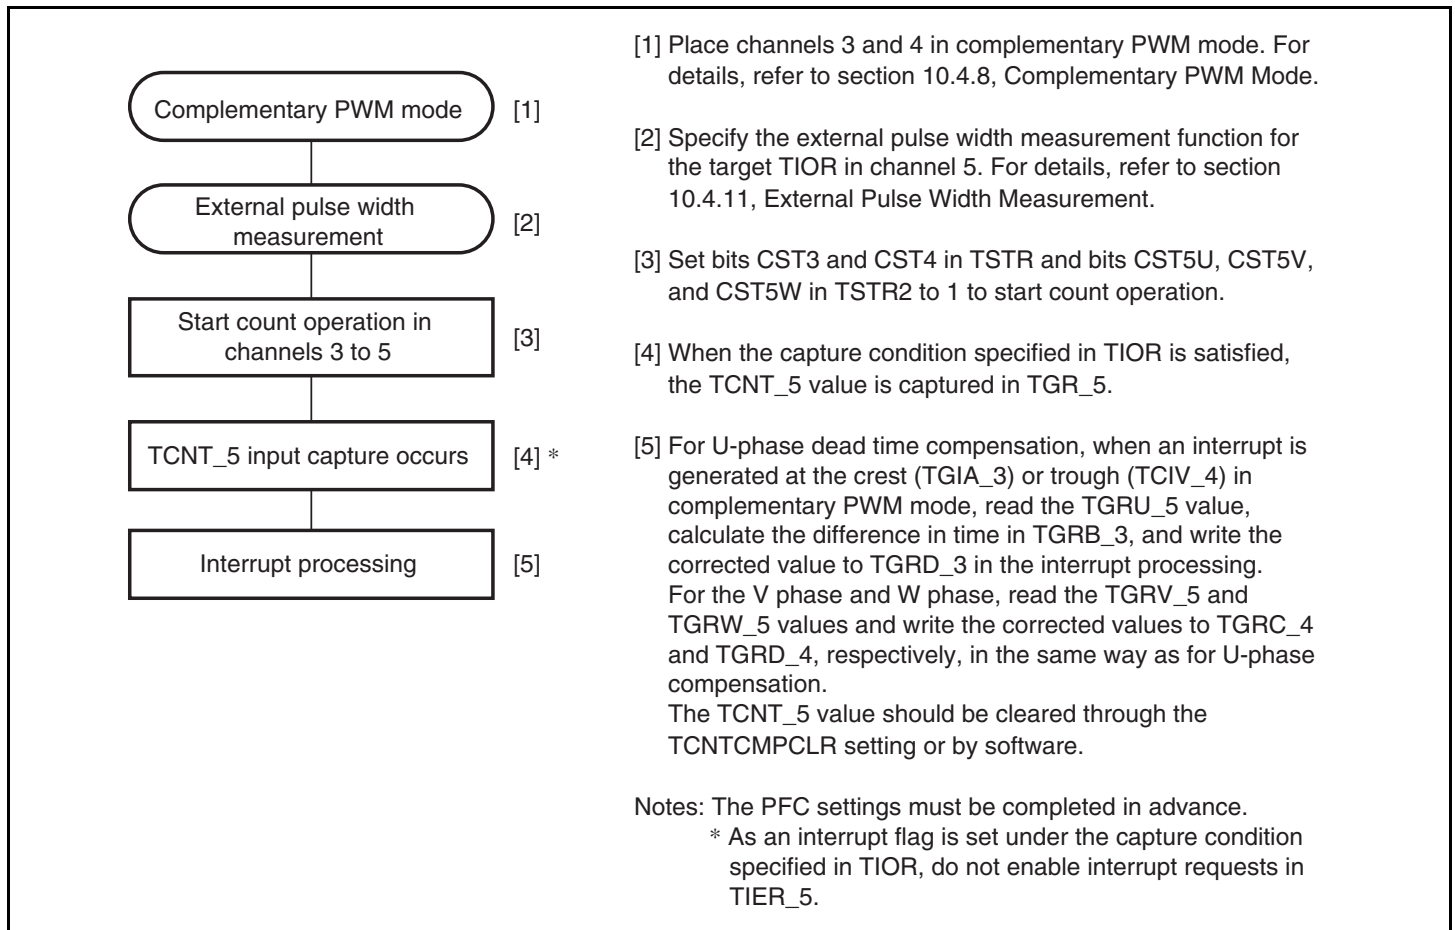 Complementary PWM mode
[1]
External pulse width
measurement
[2]
Start count operation in
channels 3 to 5
[3]
TCNT_5 input capture occurs
[4] *
Interrupt processing
[5]
[1] Place channels 3 and 4 in complementary PWM mode. For
details, refer to section 10.4.8, Complementary PWM Mode.
[2] Specify the external pulse width measurement function for
the target TIOR in channel 5. For details, refer to section
10.4.11, External Pulse Width Measurement.
[3] Set bits CST3 and CST4 in TSTR and bits CST5U, CST5V,
and CST5W in TSTR2 to 1 to start count operation.
[4] When the capture condition specified in TIOR is satisfied,
the TCNT_5 value is captured in TGR_5.
[5] For U-phase dead time compensation, when an interrupt is
generated at the crest (TGIA_3) or trough (TCIV_4) in
complementary PWM mode, read the TGRU_5 value,
calculate the difference in time in TGRB_3, and write the
corrected value to TGRD_3 in the interrupt processing.
For the V phase and W phase, read the TGRV_5 and
TGRW_5 values and write the corrected values to TGRC_4
and TGRD_4, respectively, in the same way as for U-phase
compensation.
The TCNT_5 value should be cleared through the
TCNTCMPCLR setting or by software.
Notes: The PFC settings must be completed in advance.
* As an interrupt flag is set under the capture condition
specified in TIOR, do not enable interrupt requests in
TIER_5.